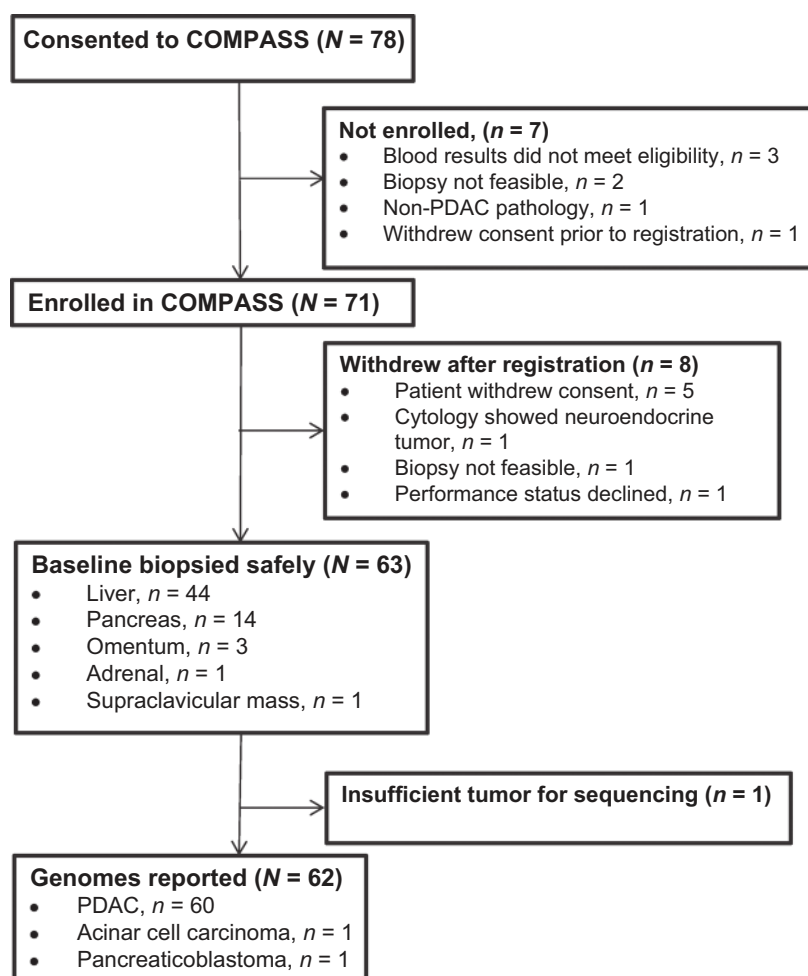 Consented to COMPASS (N = 78)
Not enrolled, (n = 7)
• Blood results did not meet eligibility, n = 3
• Biopsy not feasible, n = 2
• Non-PDAC pathology, n = 1
• Withdrew consent prior to registration, n = 1
Enrolled in COMPASS (N = 71)
Withdrew after registration (n = 8)
• Patient withdrew consent, n = 5
• Cytology showed neuroendocrine
tumor, n = 1
• Biopsy not feasible, n = 1
• Performance status declined, n = 1
Baseline biopsied safely (N = 63)
• Liver, n = 44
• Pancreas, n = 14
• Omentum, n = 3
• Adrenal, n = 1
• Supraclavicular mass, n = 1
Insufficient tumor for sequencing (n = 1)
Genomes reported (N = 62)
• PDAC, n = 60
• Acinar cell carcinoma, n = 1
• Pancreaticoblastoma, n = 1